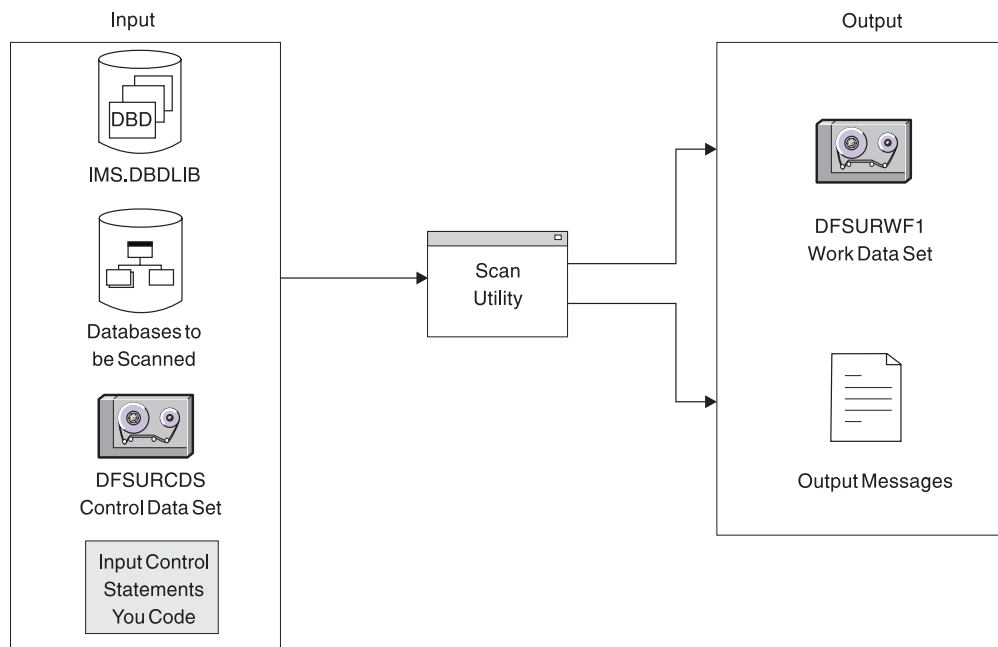 Input
DBD
IMS.DBDLIB
Databases to
be Scanned
DFSURCDS
Control Data Set
Input Control
Statements
You Code
Scan
Utility
Output
DFSURWF1
Work Data Set
Output Messages